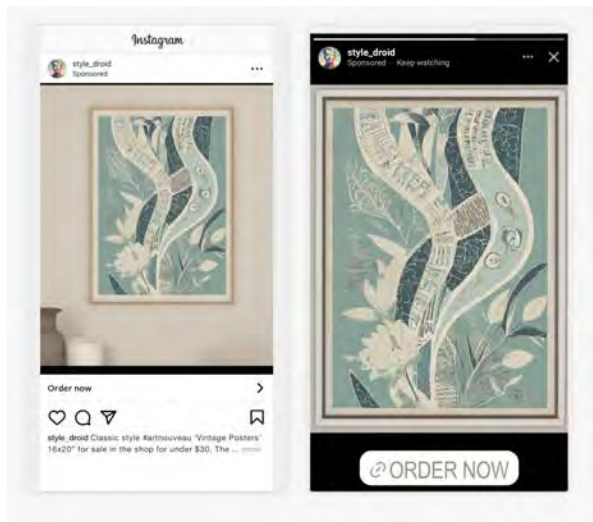 Instagram
style_droid
Sponsored
Order now
style_droid Classic style #artnouveau 'Vintage Posters'
16x20" for sale in the shop for under $30. The ... more
style_droid
Sponsored · Keep watching
ORDER NOW